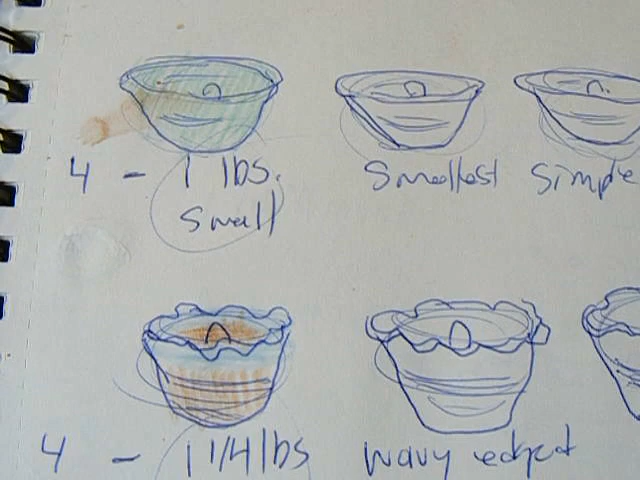 4 - 1 lbs. Smallest simple
small
4 - 1 1/4 lbs wavy edged